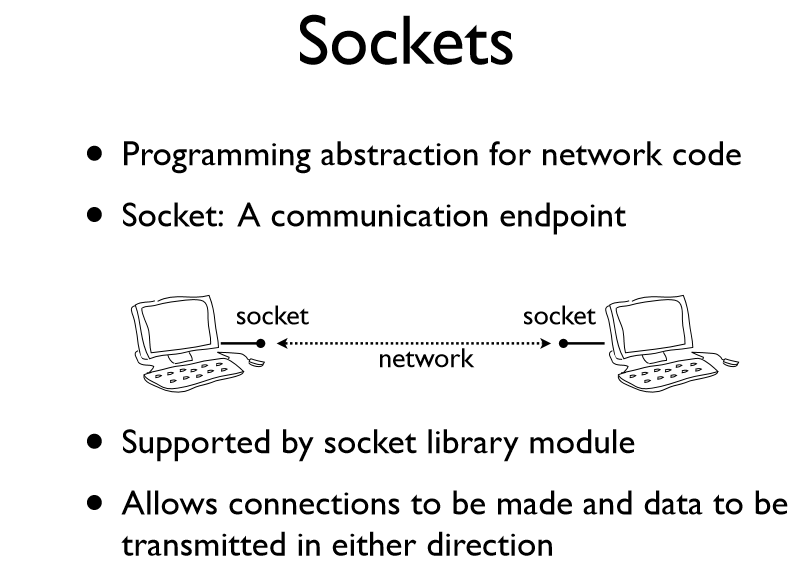 Sockets
• Programming abstraction for network code
• Socket: A communication endpoint
socket
socket
network
• Supported by socket library module
• Allows connections to be made and data to be
transmitted in either direction